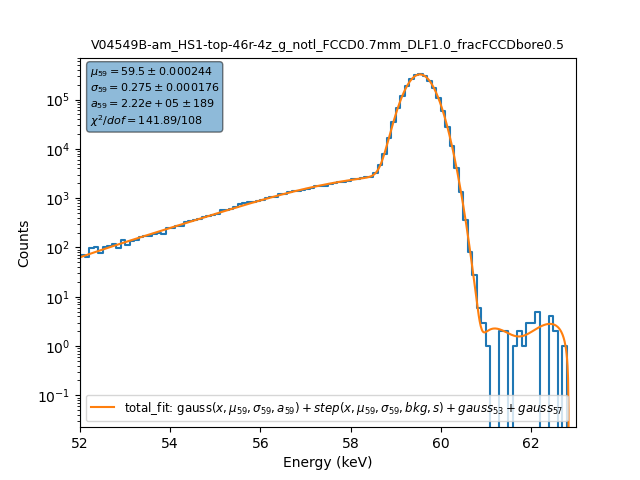 V04549B-am_HS1-top-46r-4z_g_notl_FCCD0.7mm_DLF1.0_fracFCCDbore0.5
μ₅₉ = 59.5 ± 0.000244
σ₅₉ = 0.275 ± 0.000176
a₅₉ = 2.22e + 05 ± 189
χ²/dof = 141.89/108
Counts
10⁵
10⁴
10³
10²
10¹
10⁰
10⁻¹
total_fit: gauss(x, μ₅₉, σ₅₉, a₅₉) + step(x, μ₅₉, σ₅₉, bkg, s) + gauss₅₃ + gauss₅₇
52 54 56 58 60 62
Energy (keV)